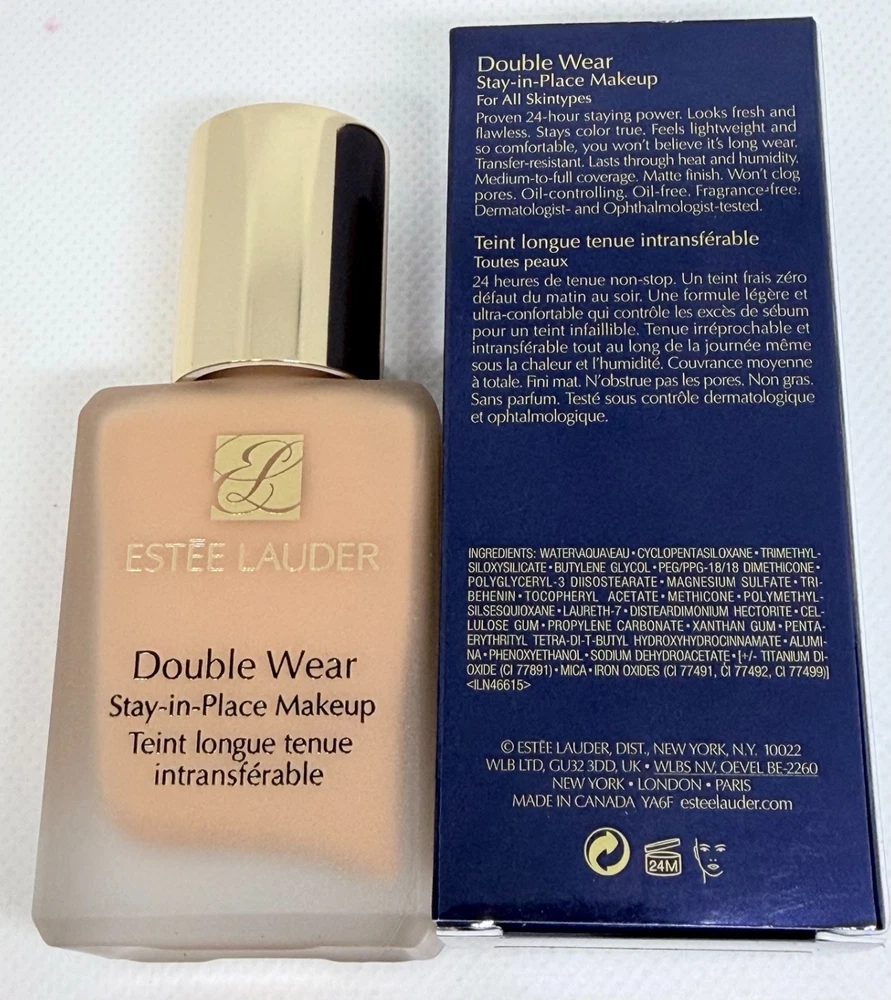 ESTĒE LAUDER
Double Wear
Stay-in-Place Makeup
Teint longue tenue
intransférable
Double Wear
Stay-in-Place Makeup
For All Skintypes
Proven 24-hour staying power. Looks fresh and
flawless. Stays color true. Feels lightweight and
so comfortable, you won't believe it's long wear.
Transfer-resistant. Lasts through heat and humidity.
Medium-to-full coverage. Matte finish. Won't clog
pores. Oil-controlling. Oil-free. Fragrance-free.
Dermatologist- and Ophthalmologist-tested.
Teint longue tenue intransférable
Toutes peaux
24 heures de tenue non-stop. Un teint frais zéro
défaut du matin au soir. Une formule légère et
ultra-confortable qui contrôle les excès de sébum
pour un teint infaillible. Tenue irréprochable et
intransférable tout au long de la journée même
sous la chaleur et l'humidité. Couvrance moyenne
à totale. Fini mat. N'obstrue pas les pores. Non gras.
Sans parfum. Testé sous contrôle dermatologique
et ophtalmologique.
INGREDIENTS: WATER\AQUA\EAU • CYCLOPENTASILOXANE • TRIMETHYL-
SILOXYSILICATE • BUTYLENE GLYCOL • PEG/PPG-18/18 DIMETHICONE •
POLYGLYCERYL-3 DIISOSTEARATE • MAGNESIUM SULFATE • TRI-
BEHENIN • TOCOPHERYL ACETATE • METHICONE • POLYMETHYL-
SILSESQUIOXANE • LAURETH-7 • DISTEARDIMONIUM HECTORITE • CEL-
LULOSE GUM • PROPYLENE CARBONATE • XANTHAN GUM • PENTA-
ERYTHRITYL TETRA-DI-T-BUTYL HYDROXYHYDROCINNAMATE • ALUMI-
NA • PHENOXYETHANOL • SODIUM DEHYDROACETATE • [+/- TITANIUM DI-
OXIDE (CI 77891) • MICA • IRON OXIDES (CI 77491, CI 77492, CI 77499)]
<ILN46615>
© ESTĒE LAUDER, DIST., NEW YORK, N.Y. 10022
WLB LTD, GU32 3DD, UK • WLBS NV, OEVEL BE-2260
NEW YORK • LONDON • PARIS
MADE IN CANADA YA6F esteelauder.com
24M